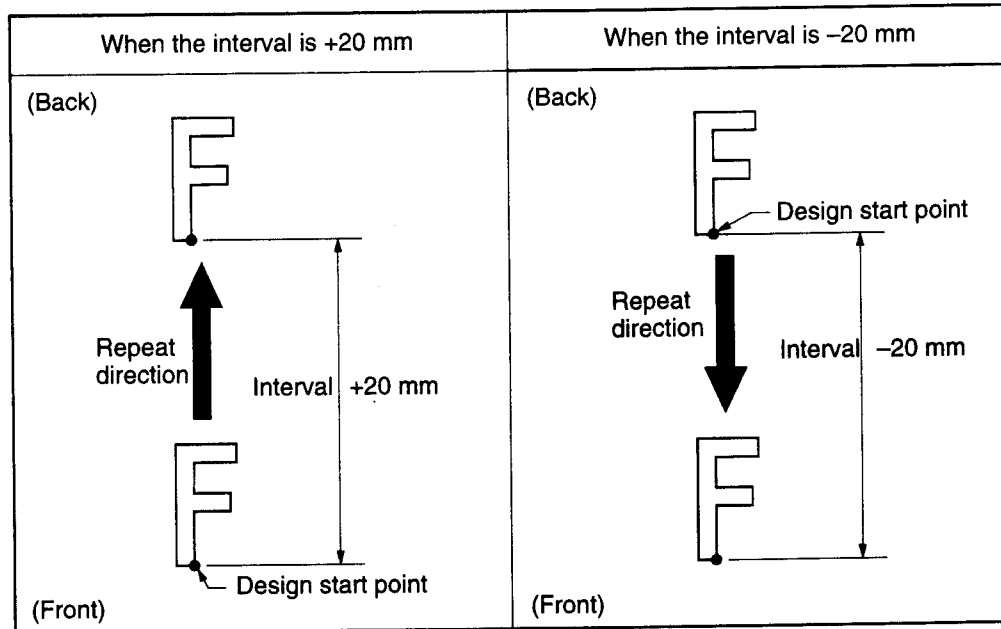 When the interval is +20 mm
(Back)
F
Repeat
direction
Interval +20 mm
F
Design start point
(Front)
When the interval is –20 mm
(Back)
F
Design start point
Repeat
direction
Interval –20 mm
F
(Front)